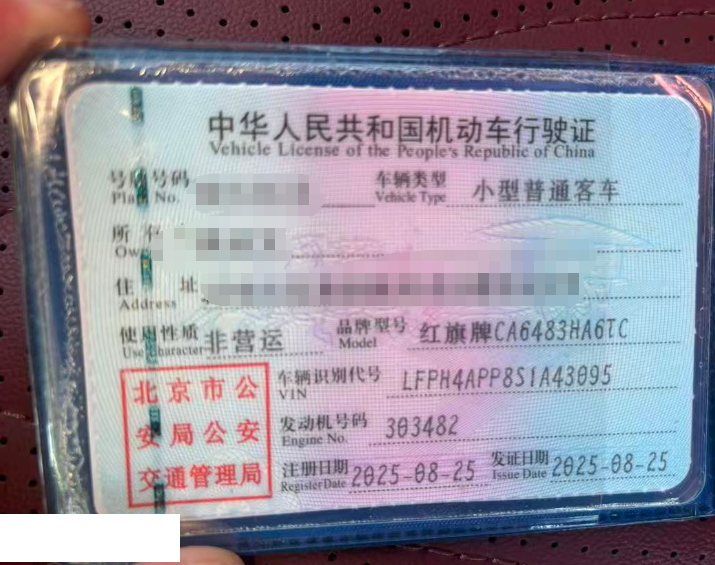 中华人民共和国机动车行驶证
Vehicle License of the People's Republic of China
号牌号码 车辆类型 小型普通客车
Plate No. Vehicle Type
所有
Ow
住 址
Address
使用性质 非营运 品牌型号 红旗牌CA6483HA6TC
Use Character Model
北京市公安局公安交通管理局
车辆识别代号 LFPH4APP8S1A43095
VIN
发动机号码 303482
Engine No.
注册日期 2025-08-25 发证日期 2025-08-25
Register Date Issue Date